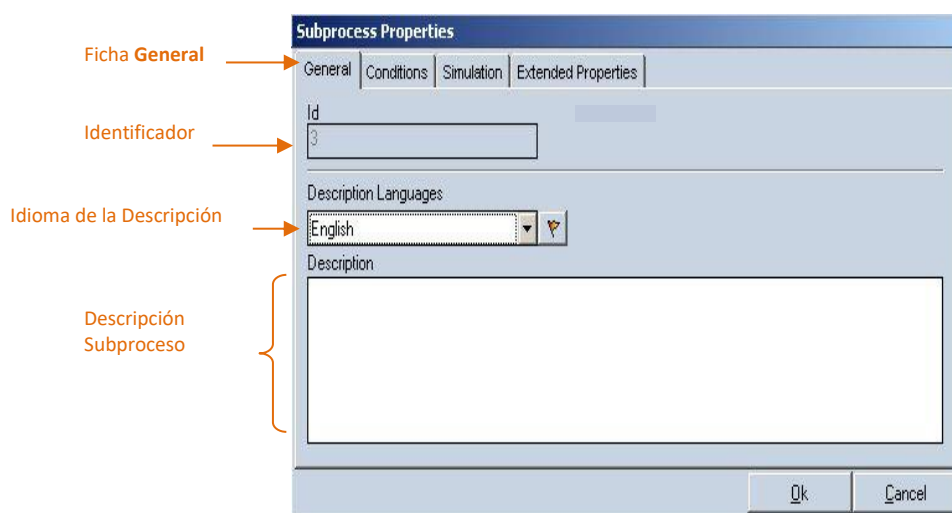 Subprocess Properties
Ficha General
General Conditions Simulation Extended Properties
Id
Identificador
3
Description Languages
Idioma de la Descripción
English
Description
Descripción
Subproceso
Ok Cancel